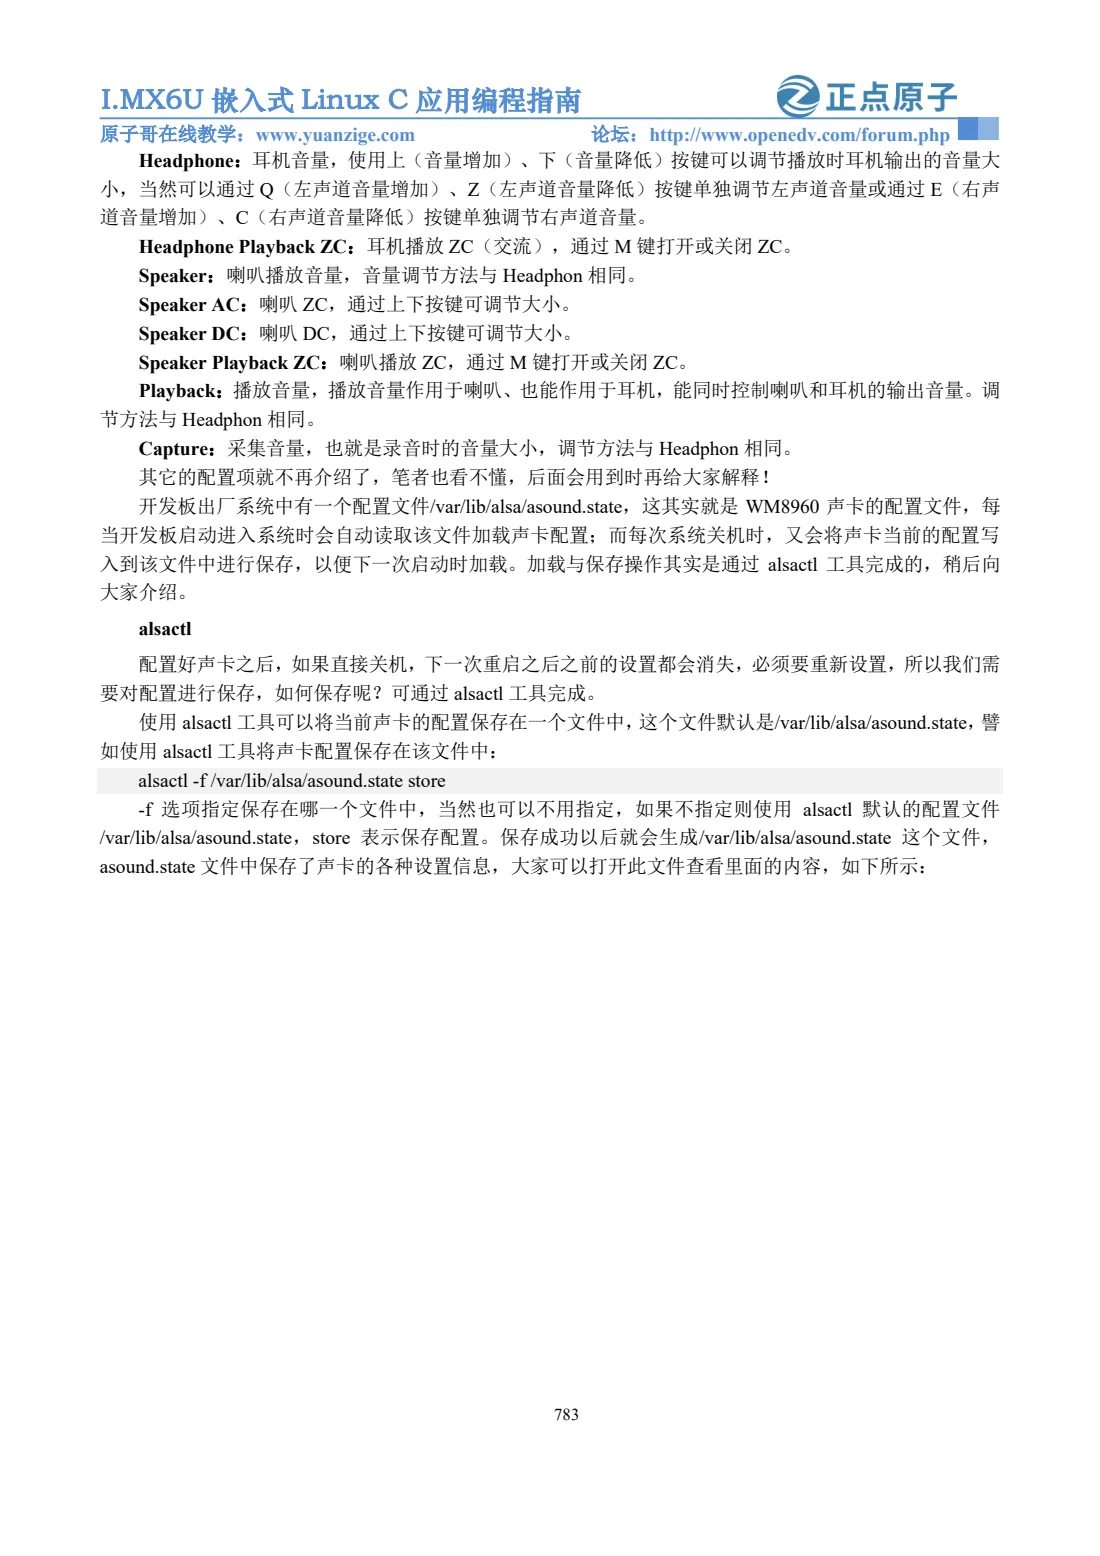 I.MX6U 嵌入式 Linux C 应用编程指南
正点原子
原子哥在线教学：www.yuanzige.com 论坛：http://www.openedv.com/forum.php
Headphone：耳机音量，使用上（音量增加）、下（音量降低）按键可以调节播放时耳机输出的音量大
小，当然可以通过 Q（左声道音量增加）、Z（左声道音量降低）按键单独调节左声道音量或通过 E（右声
道音量增加）、C（右声道音量降低）按键单独调节右声道音量。
Headphone Playback ZC：耳机播放 ZC（交流），通过 M 键打开或关闭 ZC。
Speaker：喇叭播放音量，音量调节方法与 Headphon 相同。
Speaker AC：喇叭 ZC，通过上下按键可调节大小。
Speaker DC：喇叭 DC，通过上下按键可调节大小。
Speaker Playback ZC：喇叭播放 ZC，通过 M 键打开或关闭 ZC。
Playback：播放音量，播放音量作用于喇叭、也能作用于耳机，能同时控制喇叭和耳机的输出音量。调
节方法与 Headphon 相同。
Capture：采集音量，也就是录音时的音量大小，调节方法与 Headphon 相同。
其它的配置项就不再介绍了，笔者也看不懂，后面会用到时再给大家解释！
开发板出厂系统中有一个配置文件/var/lib/alsa/asound.state，这其实就是 WM8960 声卡的配置文件，每
当开发板启动进入系统时会自动读取该文件加载声卡配置；而每次系统关机时，又会将声卡当前的配置写
入到该文件中进行保存，以便下一次启动时加载。加载与保存操作其实是通过 alsactl 工具完成的，稍后向
大家介绍。
alsactl
配置好声卡之后，如果直接关机，下一次重启之后之前的设置都会消失，必须要重新设置，所以我们需
要对配置进行保存，如何保存呢？可通过 alsactl 工具完成。
使用 alsactl 工具可以将当前声卡的配置保存在一个文件中，这个文件默认是/var/lib/alsa/asound.state，譬
如使用 alsactl 工具将声卡配置保存在该文件中：
alsactl -f /var/lib/alsa/asound.state store
-f 选项指定保存在哪一个文件中，当然也可以不用指定，如果不指定则使用 alsactl 默认的配置文件
/var/lib/alsa/asound.state，store 表示保存配置。保存成功以后就会生成/var/lib/alsa/asound.state 这个文件，
asound.state 文件中保存了声卡的各种设置信息，大家可以打开此文件查看里面的内容，如下所示：
783